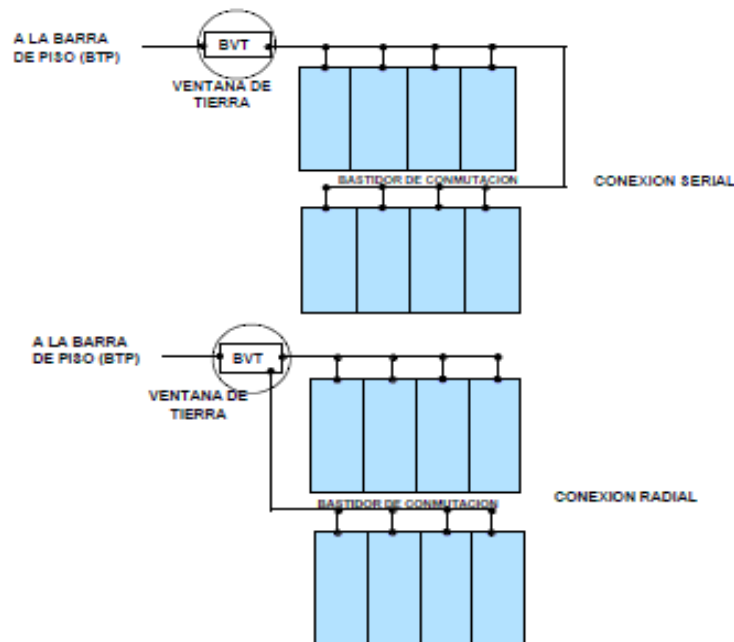 A LA BARRA
DE PISO (BTP)
BVT
VENTANA DE
TIERRA
BASTIDOR DE CONMUTACION
CONEXION SERIAL
A LA BARRA
DE PISO (BTP)
BVT
VENTANA DE
TIERRA
BASTIDOR DE CONMUTACION
CONEXION RADIAL